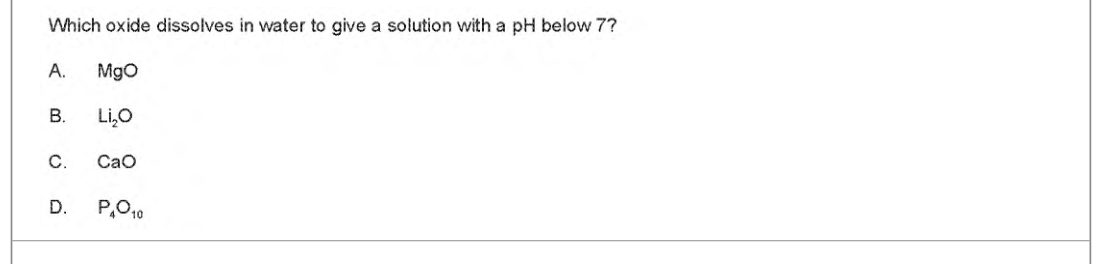 Which oxide dissolves in water to give a solution with a pH below 7?
A. MgO
B. Li₂O
C. CaO
D. P₄O₁₀